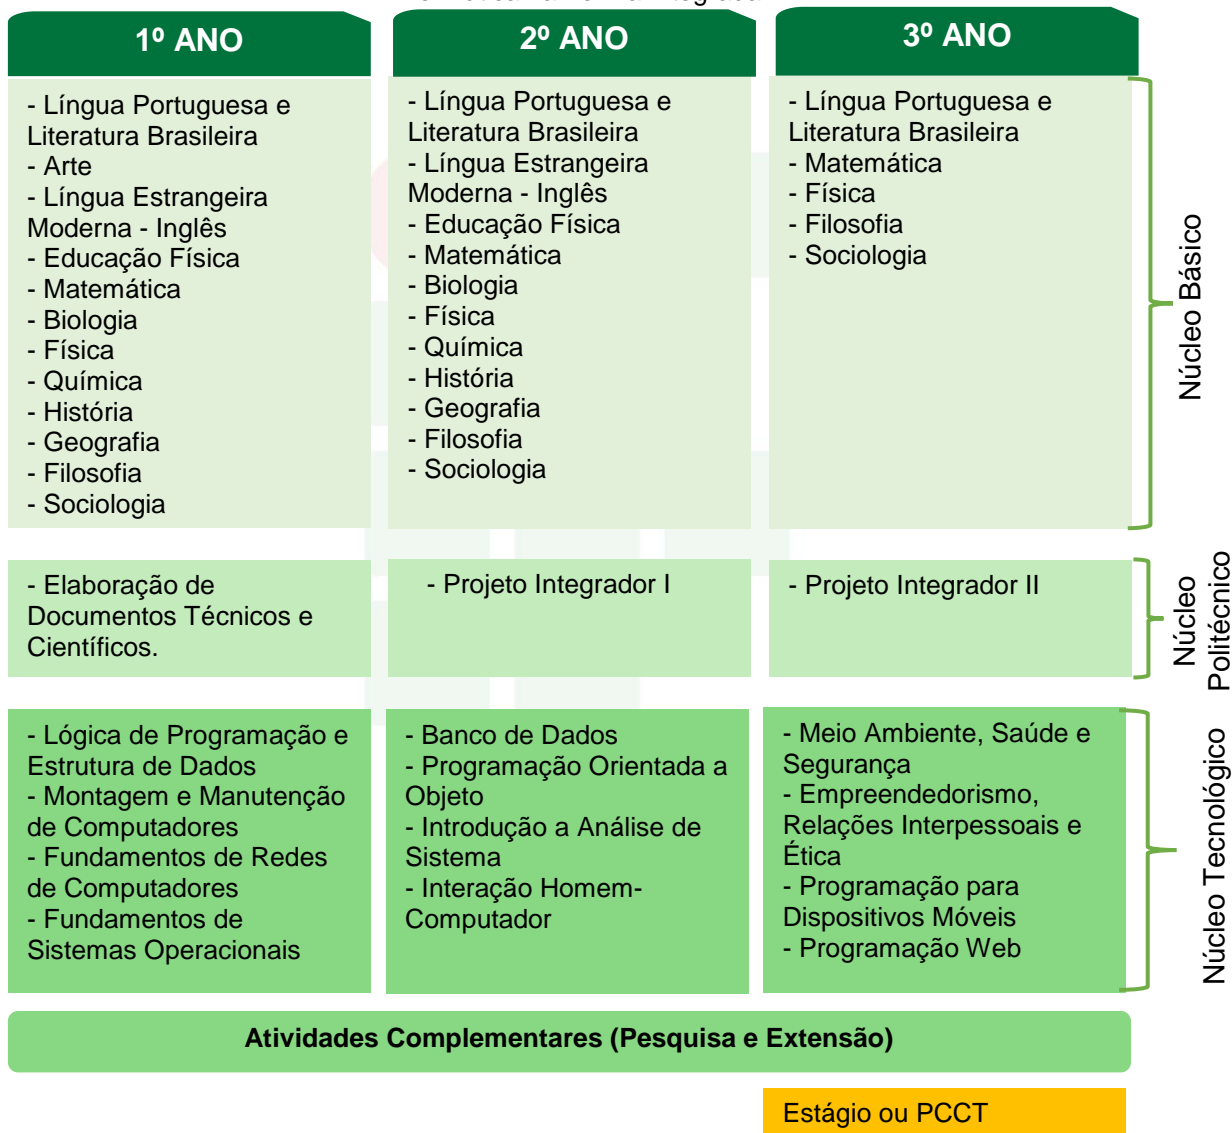 1º ANO
- Língua Portuguesa e
Literatura Brasileira
- Arte
- Língua Estrangeira
Moderna - Inglês
- Educação Física
- Matemática
- Biologia
- Física
- Química
- História
- Geografia
- Filosofia
- Sociologia
2º ANO
- Língua Portuguesa e
Literatura Brasileira
- Língua Estrangeira
Moderna - Inglês
- Educação Física
- Matemática
- Biologia
- Física
- Química
- História
- Geografia
- Filosofia
- Sociologia
3º ANO
- Língua Portuguesa e
Literatura Brasileira
- Matemática
- Física
- Filosofia
- Sociologia
Núcleo Básico
- Elaboração de
Documentos Técnicos e
Científicos.
- Projeto Integrador I
- Projeto Integrador II
Núcleo
Politécnico
- Lógica de Programação e
Estrutura de Dados
- Montagem e Manutenção
de Computadores
- Fundamentos de Redes
de Computadores
- Fundamentos de
Sistemas Operacionais
- Banco de Dados
- Programação Orientada a
Objeto
- Introdução a Análise de
Sistema
- Interação Homem-
Computador
- Meio Ambiente, Saúde e
Segurança
- Empreendedorismo,
Relações Interpessoais e
Ética
- Programação para
Dispositivos Móveis
- Programação Web
Núcleo Tecnológico
Atividades Complementares (Pesquisa e Extensão)
Estágio ou PCCT